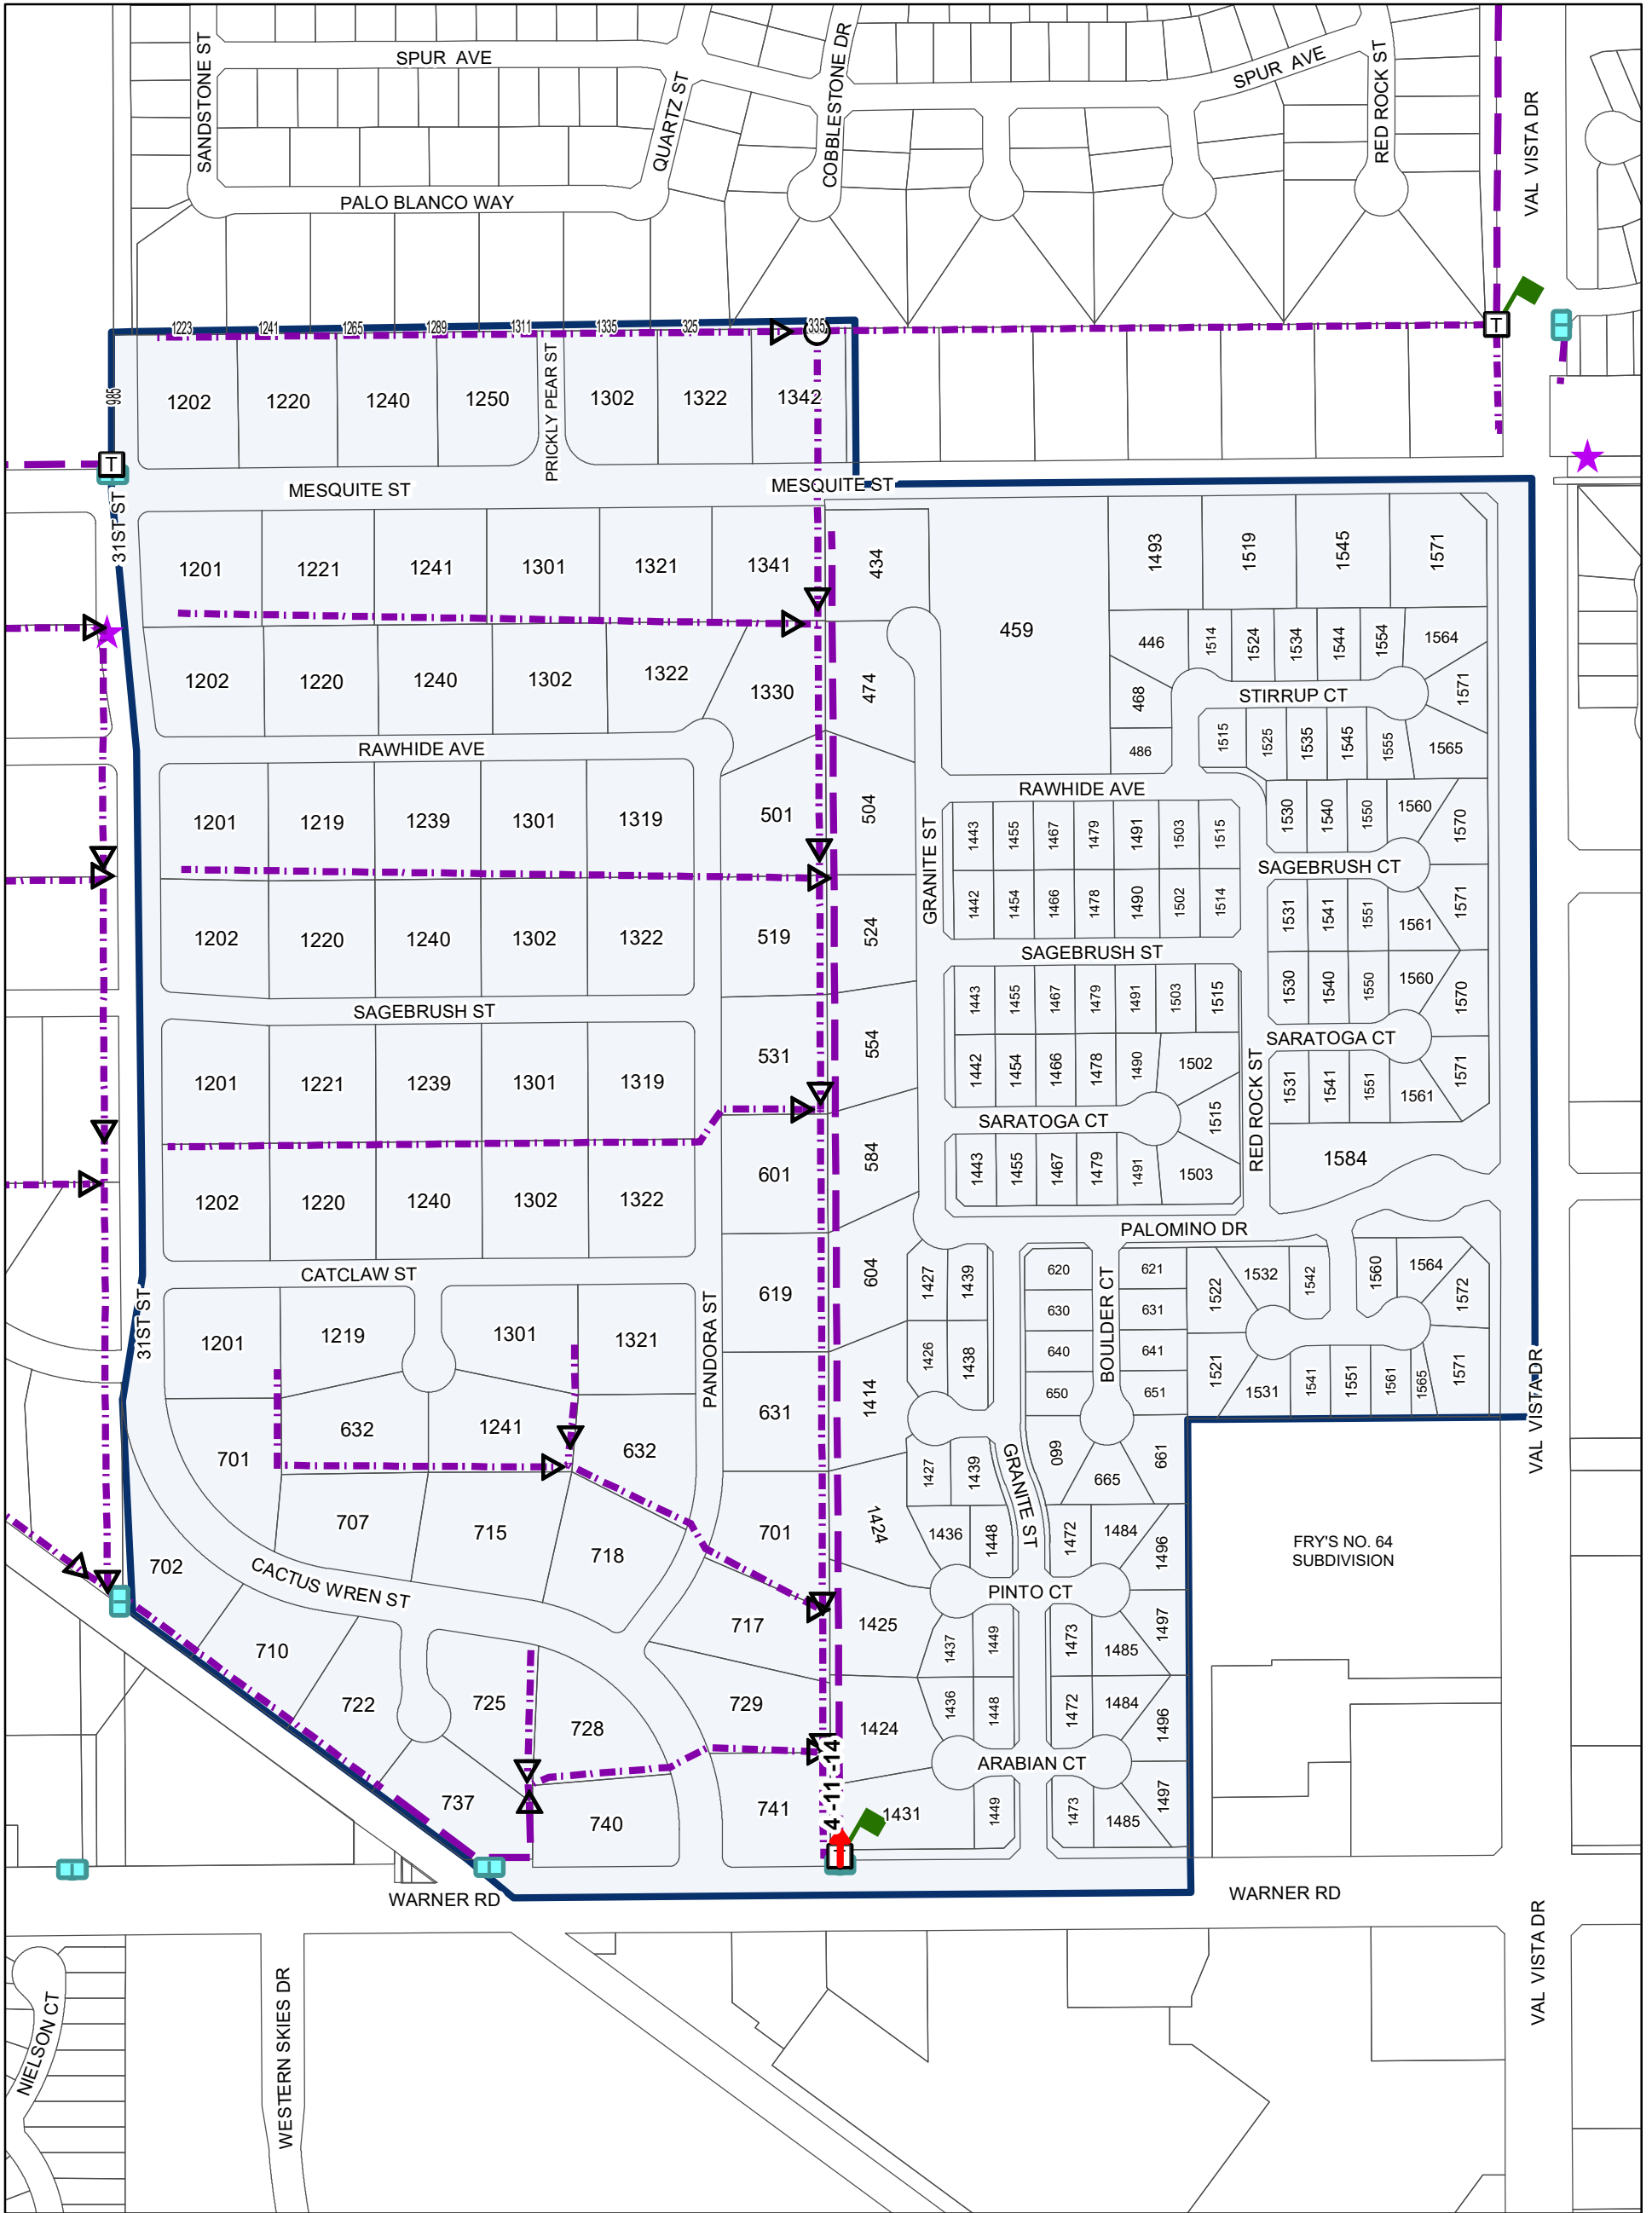 SPUR AVE
SPUR AVE
SANDSTONE ST
QUARTZ ST
COBBLESTONE DR
RED ROCK ST
VAL VISTA DR
PALO BLANCO WAY
1223 1241 1265 1289 1311 1335 325 335
985
1202 1220 1240 1250 PRICKLY PEAR ST 1302 1322 1342
T
T
MESQUITE ST
MESQUITE ST
31ST ST
1201 1221 1241 1301 1321 1341 434
459
1493 1519 1545 1571
1202 1220 1240 1302 1322 1330 474
446 1514 1524 1534 1544 1554 1564
468 STIRRUP CT 1571
486 1515 1525 1535 1545 1555 1565
RAWHIDE AVE
RAWHIDE AVE
1201 1219 1239 1301 1319 501 504
GRANITE ST
1443 1455 1467 1479 1491 1503 1515
1530 1540 1550 1560 1570
SAGEBRUSH CT
1442 1454 1466 1478 1490 1502 1514
1531 1541 1551 1561 1571
1202 1220 1240 1302 1322 519 524
SAGEBRUSH ST
1530 1540 1550 1560 1570
SAGEBRUSH ST
1443 1455 1467 1479 1491 1503 1515
SARATOGA CT
1201 1221 1239 1301 1319 531 554
1442 1454 1466 1478 1490 1502
RED ROCK ST
1531 1541 1551 1561 1571
SARATOGA CT 1515
1202 1220 1240 1302 1322 601 584
1443 1455 1467 1479 1491 1503
1584
PALOMINO DR
CATCLAW ST
31ST ST
PANDORA ST
619 604
1427 1439
620 621
630 631
640 641
650 651
BOULDER CT
1522 1532 1542 1560 1564 1572
1201 1219 1301 1321
1426 1438
1521 1531 1541 1551 1561 1565 1571
VAL VISTA DR
631 1414
701 632 1241 632
1427 1439
GRANITE ST
660 665 661
707 715 718 701 1424
1436 1448 1472 1484 1496
FRY'S NO. 64
SUBDIVISION
702
CACTUS WREN ST
PINTO CT
710 717 1425
1437 1449 1473 1485 1497
722 725 728 729 1424
1436 1448 1472 1484 1496
4-11-14
ARABIAN CT
737 740 741 1431
1449 1473 1485 1497
WARNER RD
WARNER RD
VAL VISTA DR
NIELSON CT
WESTERN SKIES DR